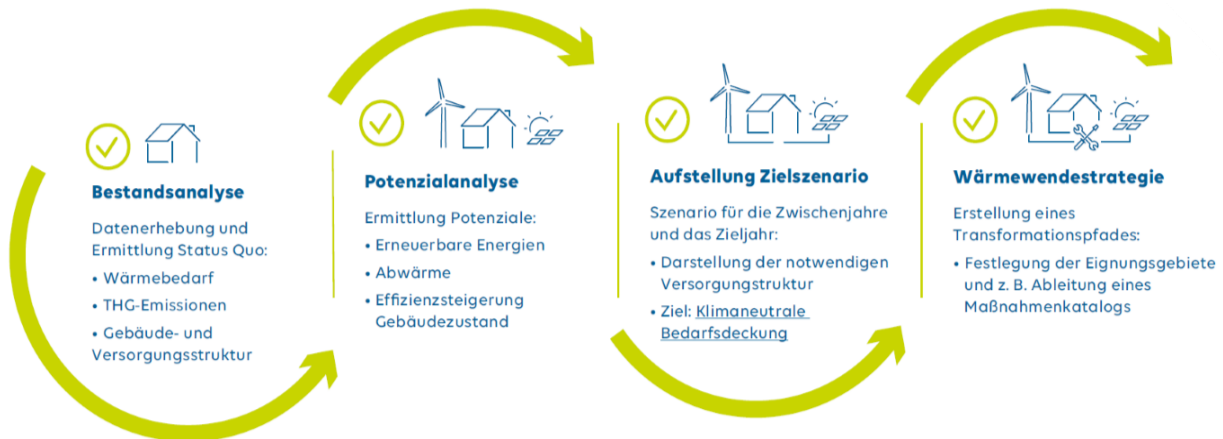 Bestandsanalyse
Datenerhebung und
Ermittlung Status Quo:
• Wärmebedarf
• THG-Emissionen
• Gebäude- und
Versorgungsstruktur
Potenzialanalyse
Ermittlung Potenziale:
• Erneuerbare Energien
• Abwärme
• Effizienzsteigerung
Gebäudezustand
Aufstellung Zielszenario
Szenario für die Zwischenjahre
und das Zieljahr:
• Darstellung der notwendigen
Versorgungstruktur
• Ziel: Klimaneutrale
Bedarfsdeckung
Wärmewendestrategie
Erstellung eines
Transformationspfades:
• Festlegung der Eignungsgebiete
und z. B. Ableitung eines
Maßnahmenkatalogs